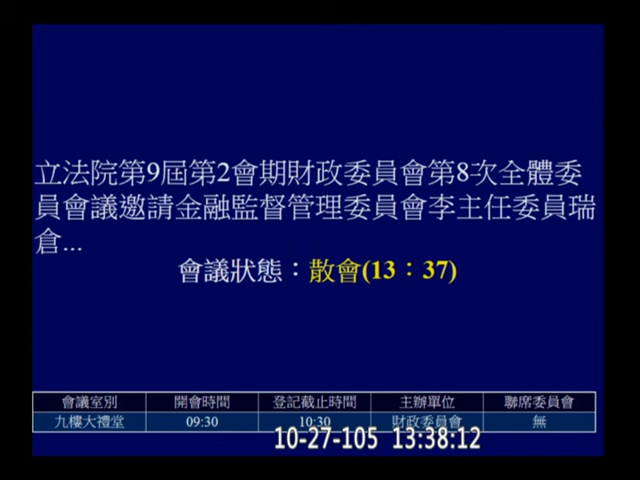 立法院第9屆第2會期財政委員會第8次全體委
員會議邀請金融監督管理委員會李主任委員瑞
倉...
會議狀態：散會(13：37)
會議室別 開會時間 登記截止時間 主辦單位 聯席委員會
九樓大禮堂 09:30 10:30 財政委員會 無
10-27-105 13:38:12